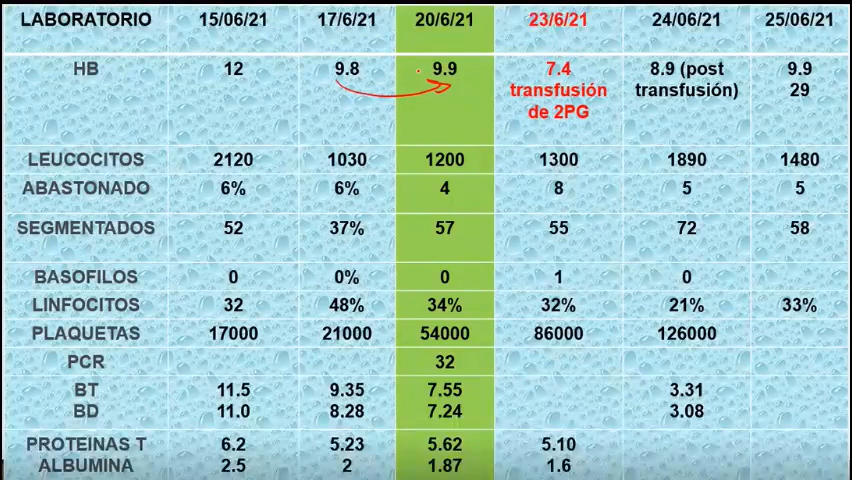 LABORATORIO 15/06/21 17/6/21 20/6/21 23/6/21 24/06/21 25/06/21
HB 12 9.8 9.9 7.4 transfusión de 2PG 8.9 (post transfusión) 9.9 29
LEUCOCITOS 2120 1030 1200 1300 1890 1480
ABASTONADO 6% 6% 4 8 5 5
SEGMENTADOS 52 37% 57 55 72 58
BASOFILOS 0 0% 0 1 0
LINFOCITOS 32 48% 34% 32% 21% 33%
PLAQUETAS 17000 21000 54000 86000 126000
PCR 32
BT 11.5 9.35 7.55 3.31
BD 11.0 8.28 7.24 3.08
PROTEINAS T 6.2 5.23 5.62 5.10
ALBUMINA 2.5 2 1.87 1.6